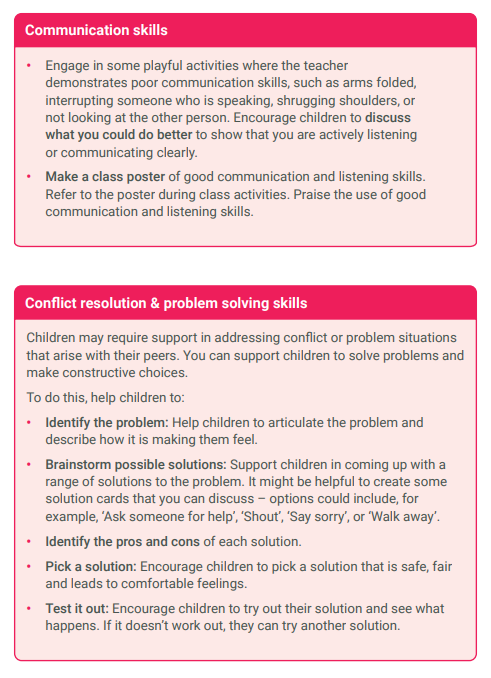 Communication skills
• Engage in some playful activities where the teacher
demonstrates poor communication skills, such as arms folded,
interrupting someone who is speaking, shrugging shoulders, or
not looking at the other person. Encourage children to discuss
what you could do better to show that you are actively listening
or communicating clearly.
• Make a class poster of good communication and listening skills.
Refer to the poster during class activities. Praise the use of good
communication and listening skills.
Conflict resolution & problem solving skills
Children may require support in addressing conflict or problem situations
that arise with their peers. You can support children to solve problems and
make constructive choices.
To do this, help children to:
• Identify the problem: Help children to articulate the problem and
describe how it is making them feel.
• Brainstorm possible solutions: Support children in coming up with a
range of solutions to the problem. It might be helpful to create some
solution cards that you can discuss – options could include, for
example, ‘Ask someone for help’, ‘Shout’, ‘Say sorry’, or ‘Walk away’.
• Identify the pros and cons of each solution.
• Pick a solution: Encourage children to pick a solution that is safe, fair
and leads to comfortable feelings.
• Test it out: Encourage children to try out their solution and see what
happens. If it doesn’t work out, they can try another solution.